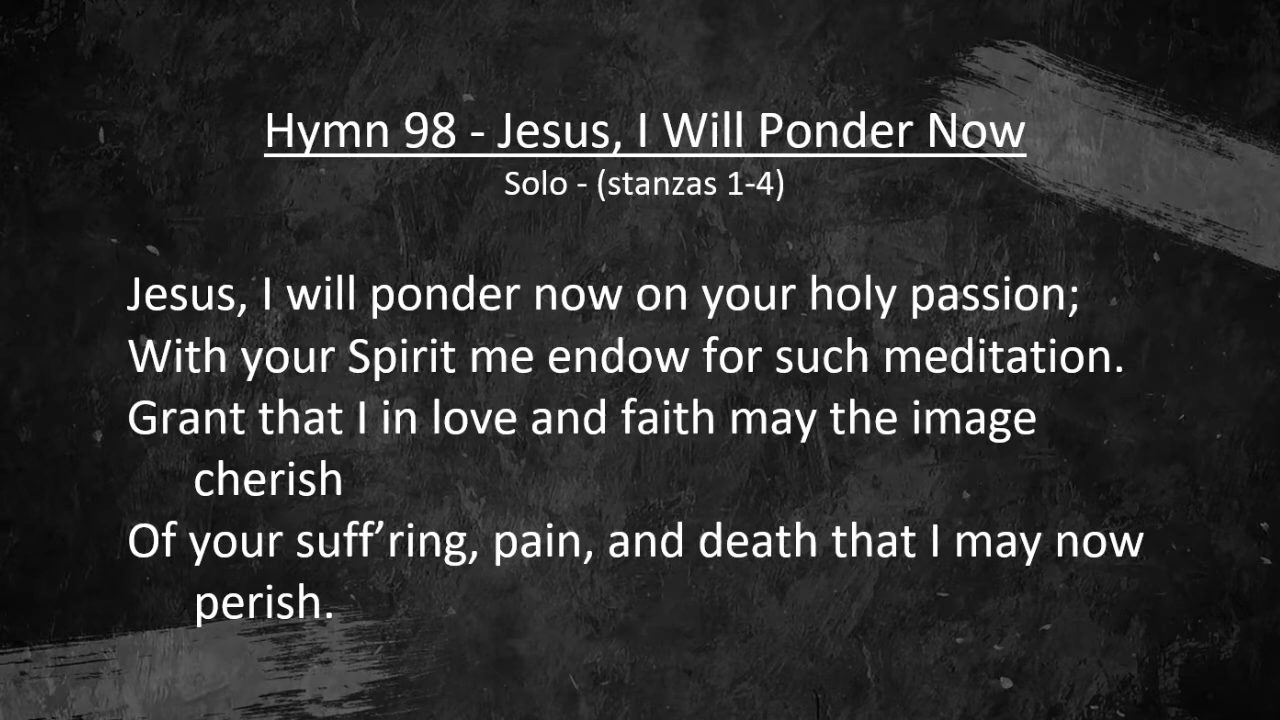 Hymn 98 - Jesus, I Will Ponder Now
Solo - (stanzas 1-4)
Jesus, I will ponder now on your holy passion;
With your Spirit me endow for such meditation.
Grant that I in love and faith may the image
cherish
Of your suff’ring, pain, and death that I may now
perish.